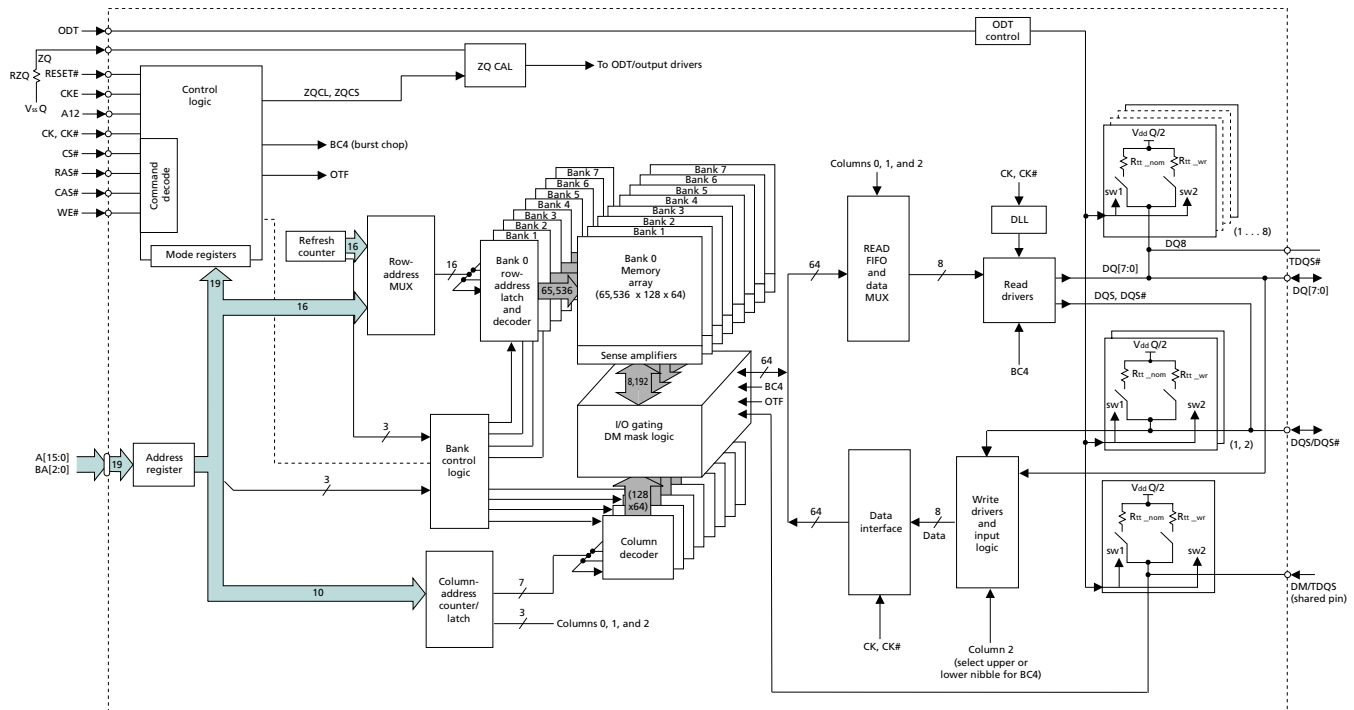 ODT
ODT
control
ZQ
RZQ
VssQ
RESET#
CKE
A12
CK, CK#
CS#
RAS#
CAS#
WE#
Control
logic
Command
decode
Mode registers
ZQ CAL
To ODT/output drivers
ZQCL, ZQCS
BC4 (burst chop)
OTF
Refresh
counter
16
Row-
address
MUX
16
19
16
Bank 7
Bank 6
Bank 5
Bank 4
Bank 3
Bank 2
Bank 1
Bank 0
row-
address
latch
and
decoder
65,536
Bank 7
Bank 6
Bank 5
Bank 4
Bank 3
Bank 2
Bank 1
Bank 0
Memory
array
(65,536 x 128 x 64)
Sense amplifiers
8,192
64
BC4
OTF
I/O gating
DM mask logic
(128
x64)
Column
decoder
3
3
Bank
control
logic
A[15:0]
BA[2:0]
19
Address
register
10
Column-
address
counter/
latch
7
3
Columns 0, 1, and 2
Columns 0, 1, and 2
64
READ
FIFO
and
data
MUX
8
CK, CK#
DLL
Read
drivers
BC4
DQ8
DQ[7:0]
DQS, DQS#
64
Data
interface
8
Data
Write
drivers
and
input
logic
CK, CK#
Column 2
(select upper or
lower nibble for BC4)
VddQ/2
Rtt_nom
Rtt_wr
sw1
sw2
(1 . . . 8)
TDQS#
DQ[7:0]
VddQ/2
Rtt_nom
Rtt_wr
sw1
sw2
(1, 2)
DQS/DQS#
VddQ/2
Rtt_nom
Rtt_wr
sw1
sw2
DM/TDQS
(shared pin)